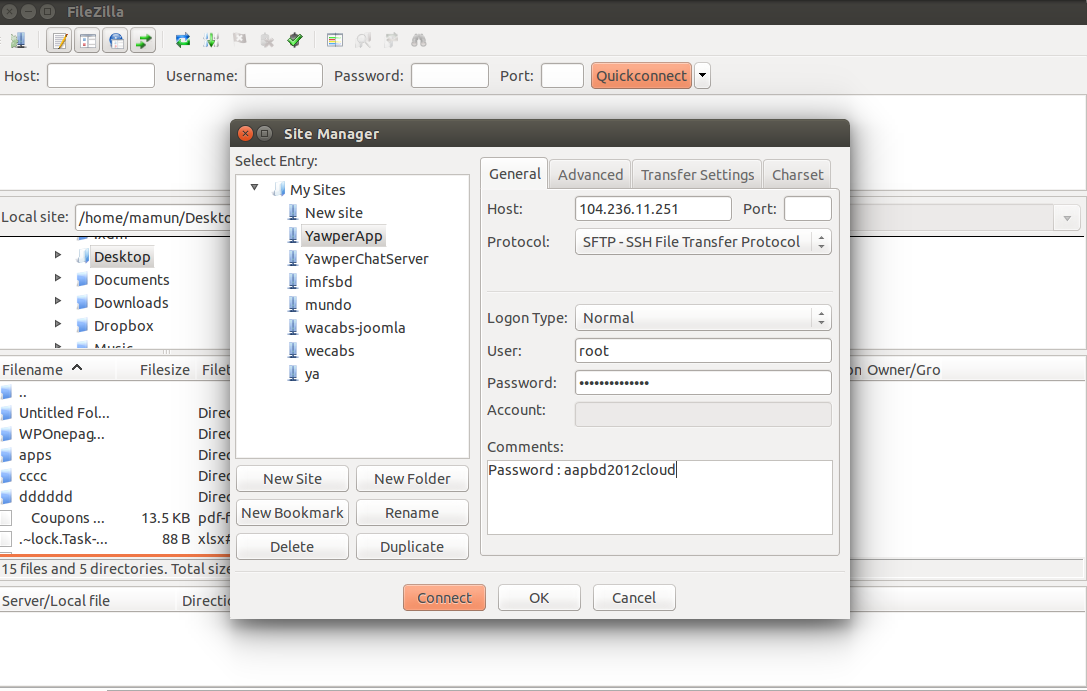 FileZilla
Host: Username: Password: Port: Quickconnect
Site Manager
Select Entry:
My Sites
New site
YawperApp
YawperChatServer
imfsbd
mundo
wacabs-joomla
wecabs
ya
New Site New Folder
New Bookmark Rename
Delete Duplicate
General Advanced Transfer Settings Charset
Host: 104.236.11.251 Port:
Protocol: SFTP - SSH File Transfer Protocol
Logon Type: Normal
User: root
Password: ••••••••••••••
Account:
Comments:
Password : aapbd2012cloud
Connect OK Cancel
Local site: /home/mamun/Deskto
Desktop
Documents
Downloads
Dropbox
Music
Filename Filesize Filet on Owner/Gro
..
Untitled Fol... Direc
WPOnepag... Direc
apps Direc
cccc Direc
dddddd Direc
Coupons ... 13.5 KB pdf-f
.~lock.Task-... 88 B xlsx#
15 files and 5 directories. Total size
Server/Local file Directio